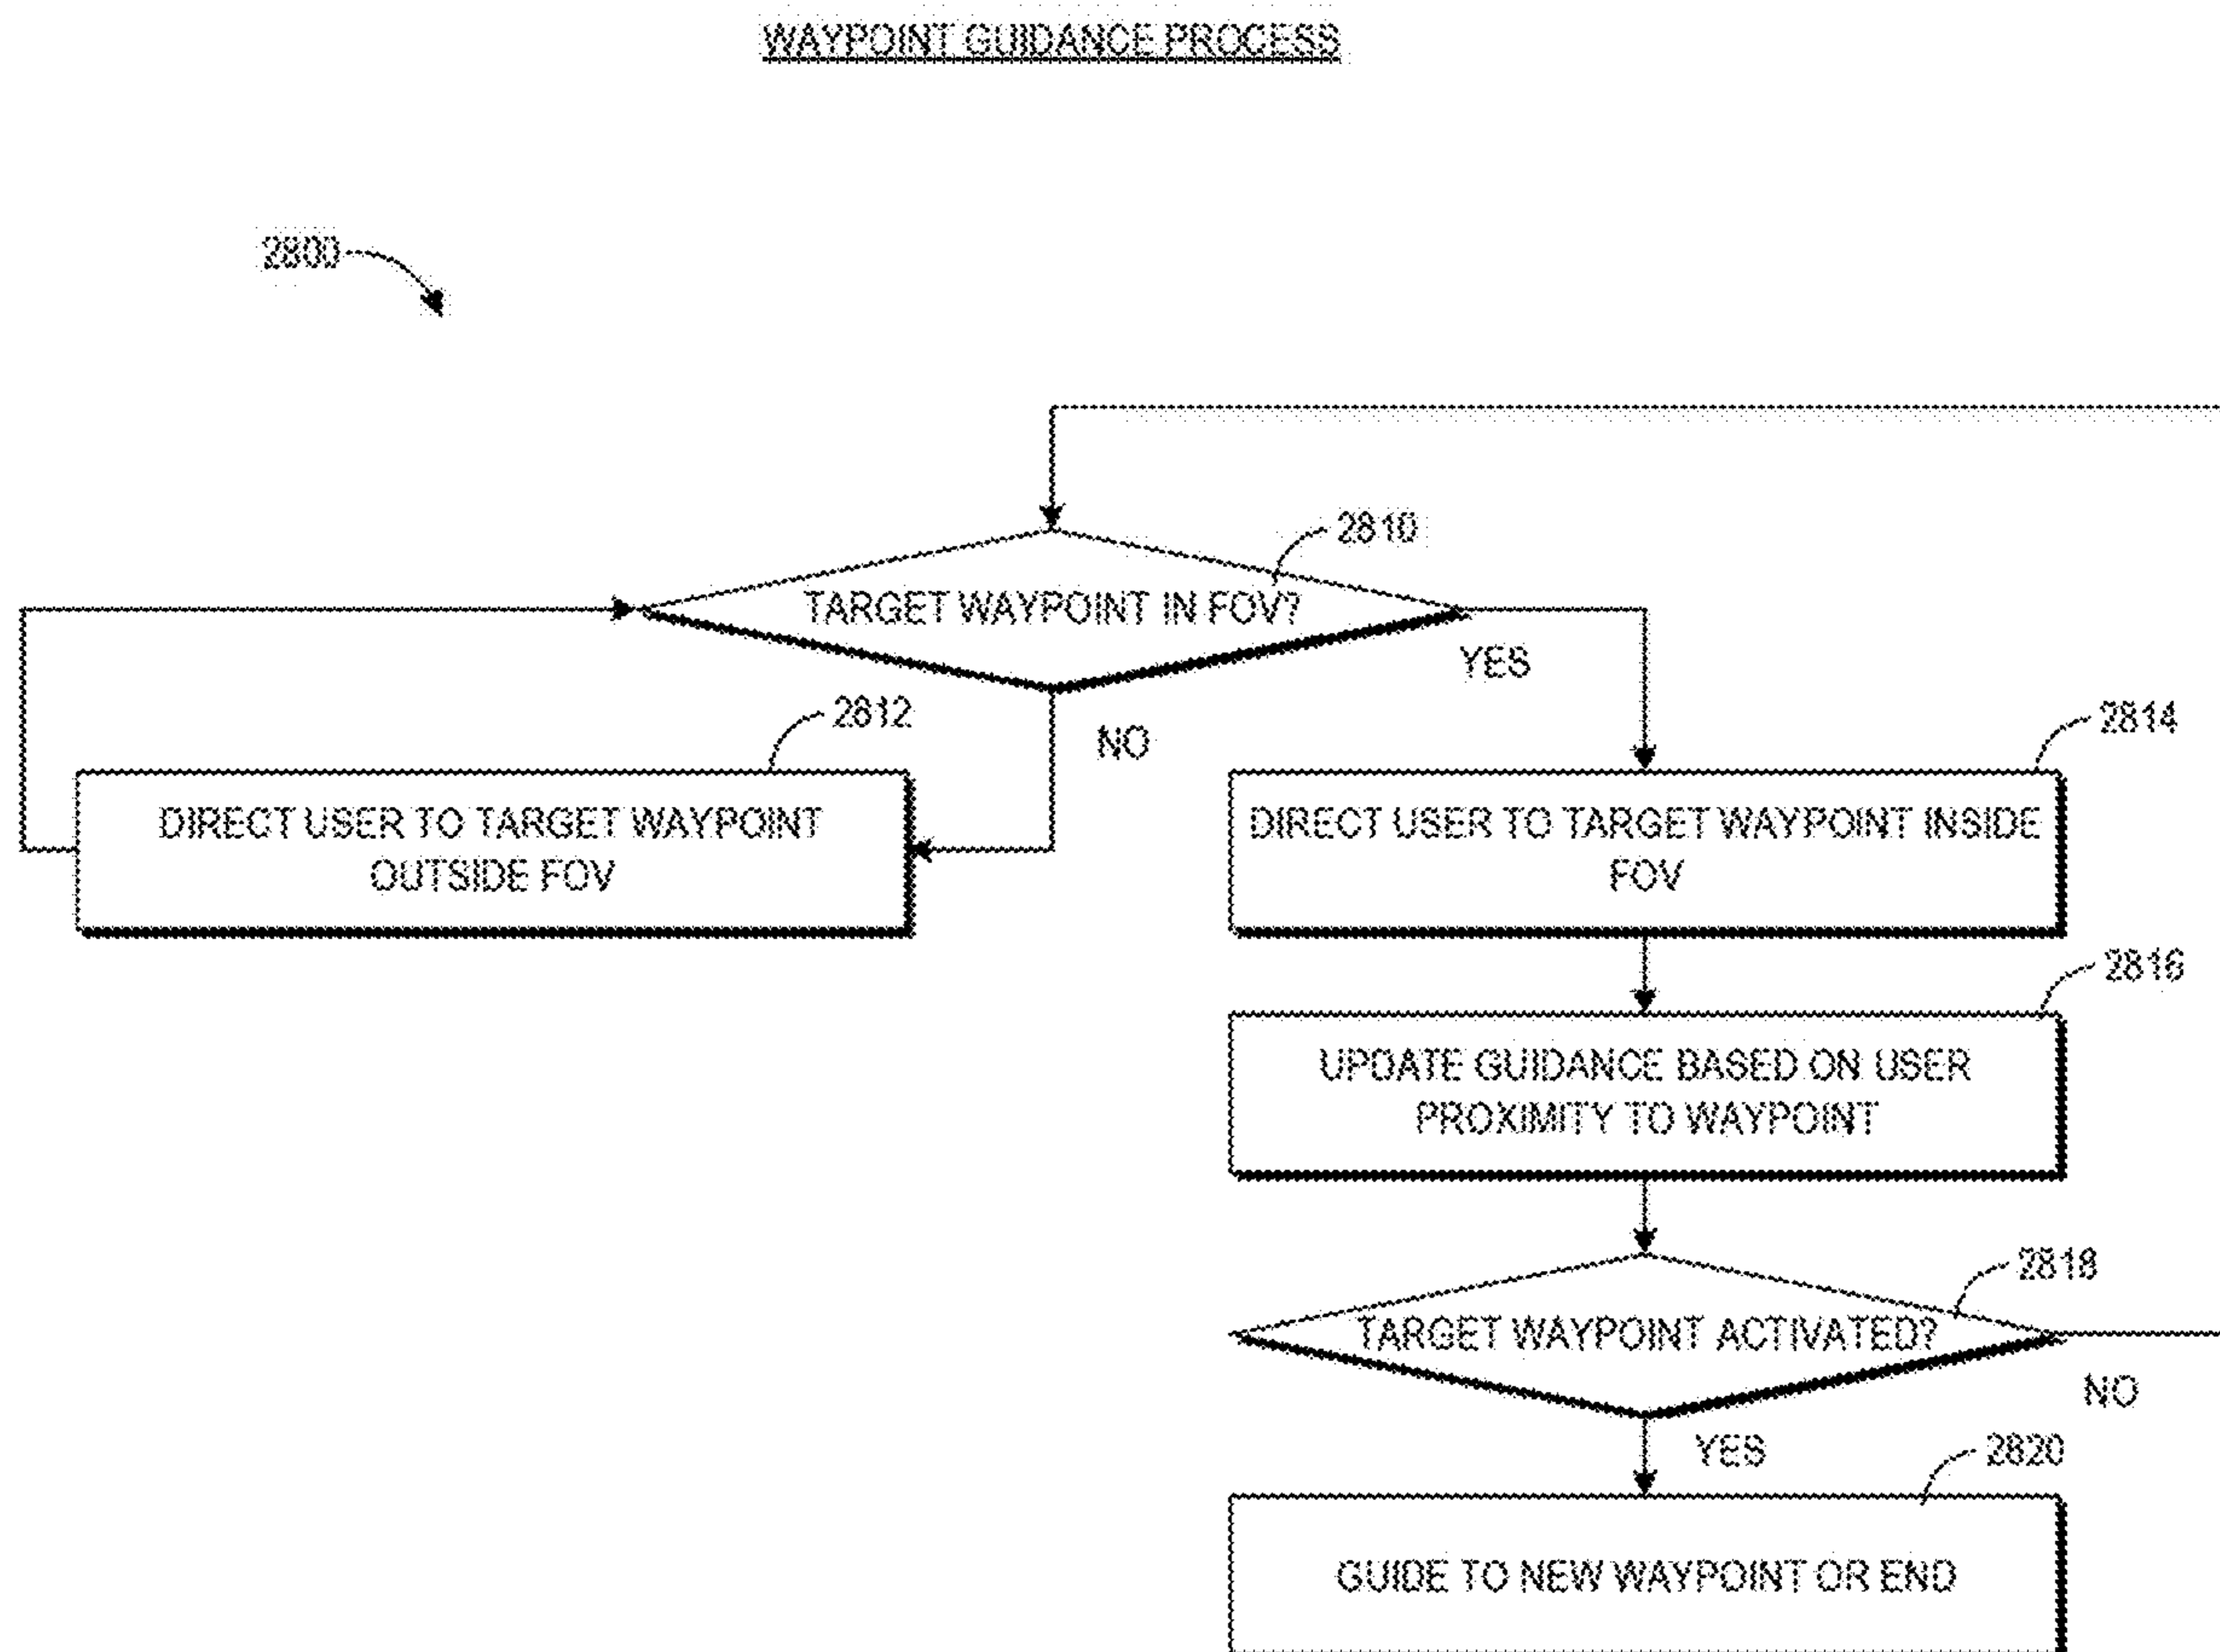 WAYPOINT GUIDANCE PROCESS
2800
2810
TARGET WAYPOINT IN FOV?
YES
NO
2812
DIRECT USER TO TARGET WAYPOINT
OUTSIDE FOV
2814
DIRECT USER TO TARGET WAYPOINT INSIDE
FOV
2816
UPDATE GUIDANCE BASED ON USER
PROXIMITY TO WAYPOINT
2818
TARGET WAYPOINT ACTIVATED?
NO
YES
2820
GUIDE TO NEW WAYPOINT OR END